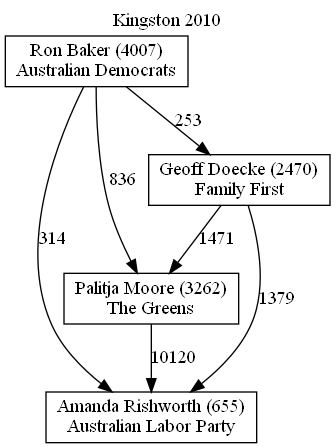 Kingston 2010
Ron Baker (4007)
Australian Democrats
253
Geoff Doecke (2470)
Family First
836
314
1471
1379
Palitja Moore (3262)
The Greens
10120
Amanda Rishworth (655)
Australian Labor Party